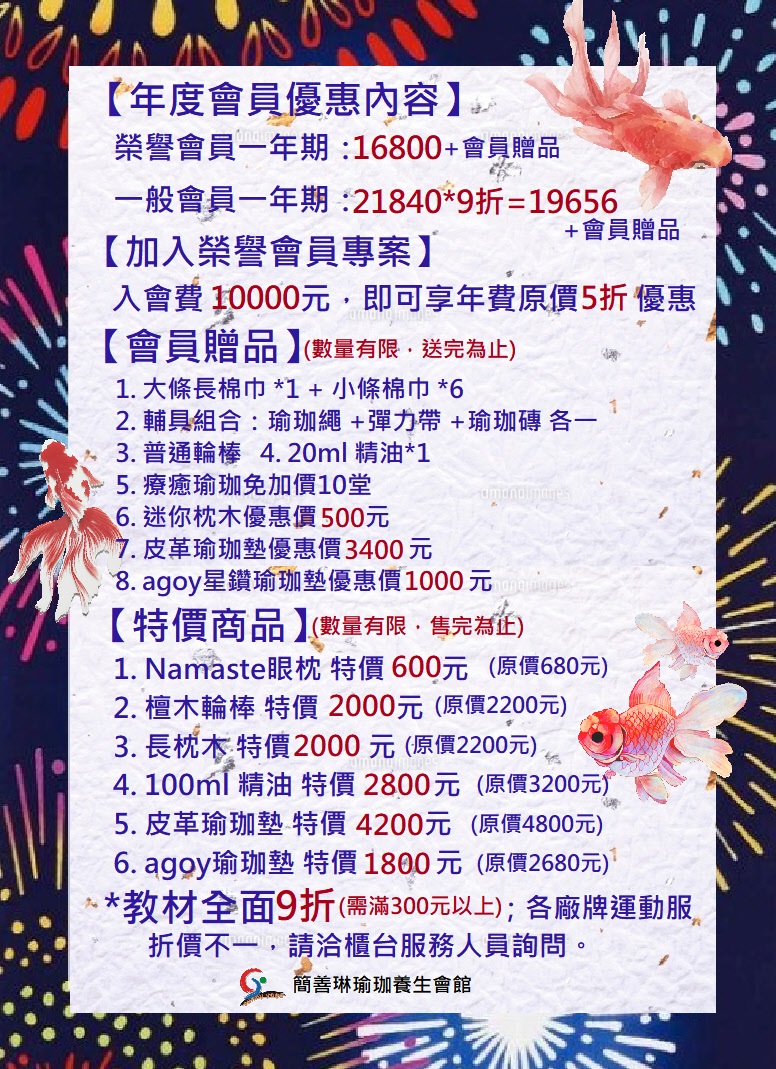 【年度會員優惠內容】
榮譽會員一年期:16800+會員贈品
一般會員一年期:21840*9折=19656
+會員贈品
【加入榮譽會員專案】
入會費10000元，即可享年費原價5折 優惠
【會員贈品】(數量有限，送完為止)
1. 大條長棉巾 *1 + 小條棉巾 *6
2. 輔具組合：瑜珈繩 +彈力帶 +瑜珈磚 各一
3. 普通輪棒 4. 20ml 精油*1
5. 療癒瑜珈免加價10堂
6. 迷你枕木優惠價500元
7. 皮革瑜珈墊優惠價3400 元
8. agoy星鑽瑜珈墊優惠價1000 元
【特價商品】(數量有限，售完為止)
1. Namaste眼枕 特價 600元 (原價680元)
2. 檀木輪棒 特價 2000元 (原價2200元)
3. 長枕木 特價2000 元 (原價2200元)
4. 100ml 精油 特價 2800元 (原價3200元)
5. 皮革瑜珈墊 特價 4200元 (原價4800元)
6. agoy瑜珈墊 特價 1800 元 (原價2680元)
*教材全面9折(需滿300元以上)；各廠牌運動服
折價不一，請洽櫃台服務人員詢問。
簡善琳瑜珈養生會館